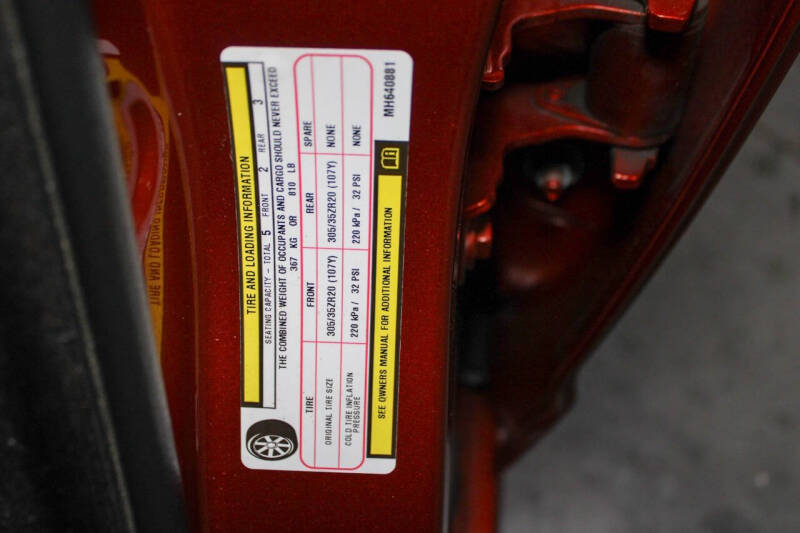 TIRE AND LOADING INFORMATION
SEATING CAPACITY - TOTAL 5 FRONT 2 REAR 3
THE COMBINED WEIGHT OF OCCUPANTS AND CARGO SHOULD NEVER EXCEED
367 KG OR 810 LB
TIRE FRONT REAR SPARE
ORIGINAL TIRE SIZE 305/35ZR20 (107Y) 305/35ZR20 (107Y) NONE
COLD TIRE INFLATION PRESSURE 220 kPa / 32 PSI 220 kPa / 32 PSI NONE
SEE OWNERS MANUAL FOR ADDITIONAL INFORMATION
MH640881
TIRE AND LOADING